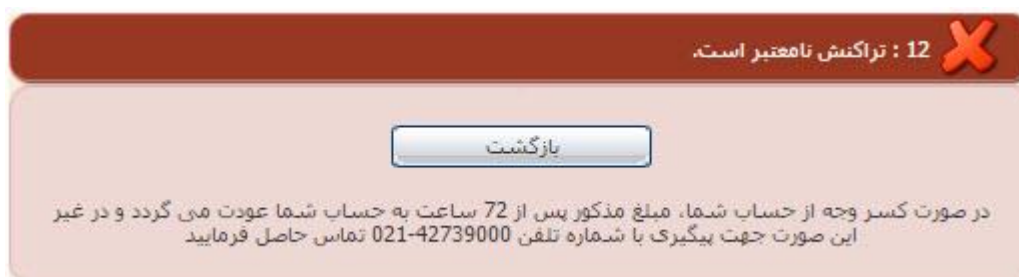 12 : تراکنش نامعتبر است.
بازگشت
در صورت کسر وجه از حساب شما، مبلغ مذکور پس از 72 ساعت به حساب شما عودت می گردد و در غیر
این صورت جهت پیگیری با شماره تلفن 42739000-021 تماس حاصل فرمایید